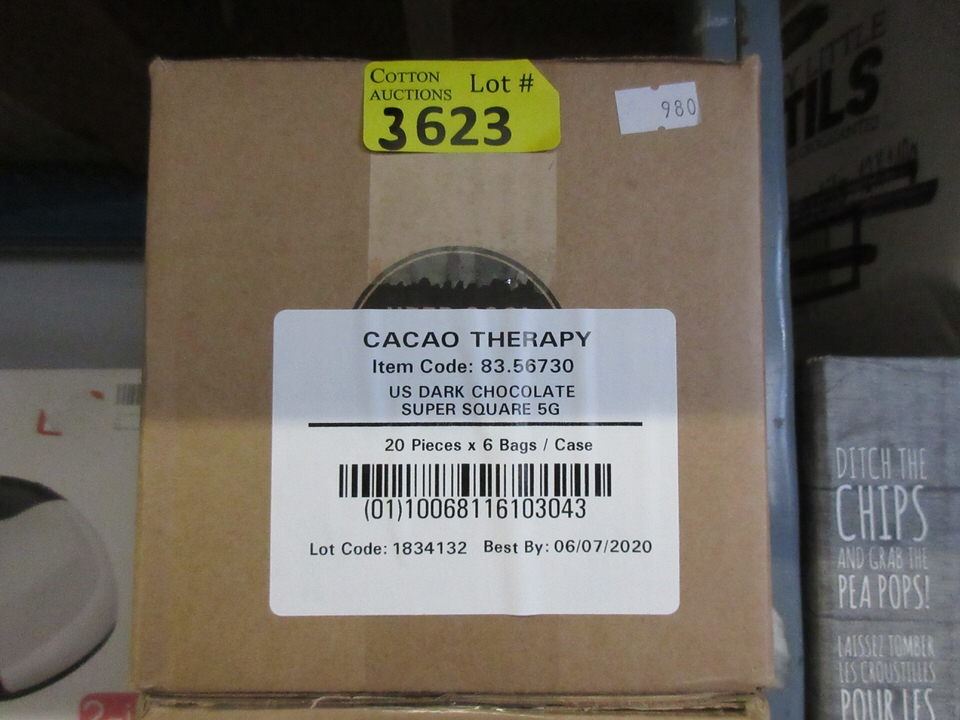 COTTON
AUCTIONS
Lot #
3623
980
CACAO THERAPY
Item Code: 83.56730
US DARK CHOCOLATE
SUPER SQUARE 5G
20 Pieces x 6 Bags / Case
(01)10068116103043
Lot Code: 1834132 Best By: 06/07/2020
L
LITTLE
DITCH THE
CHIPS
AND GRAB THE
PEA POPS!
LAISSEZ TOMBER
LES CROUSTILLES
POUR LES